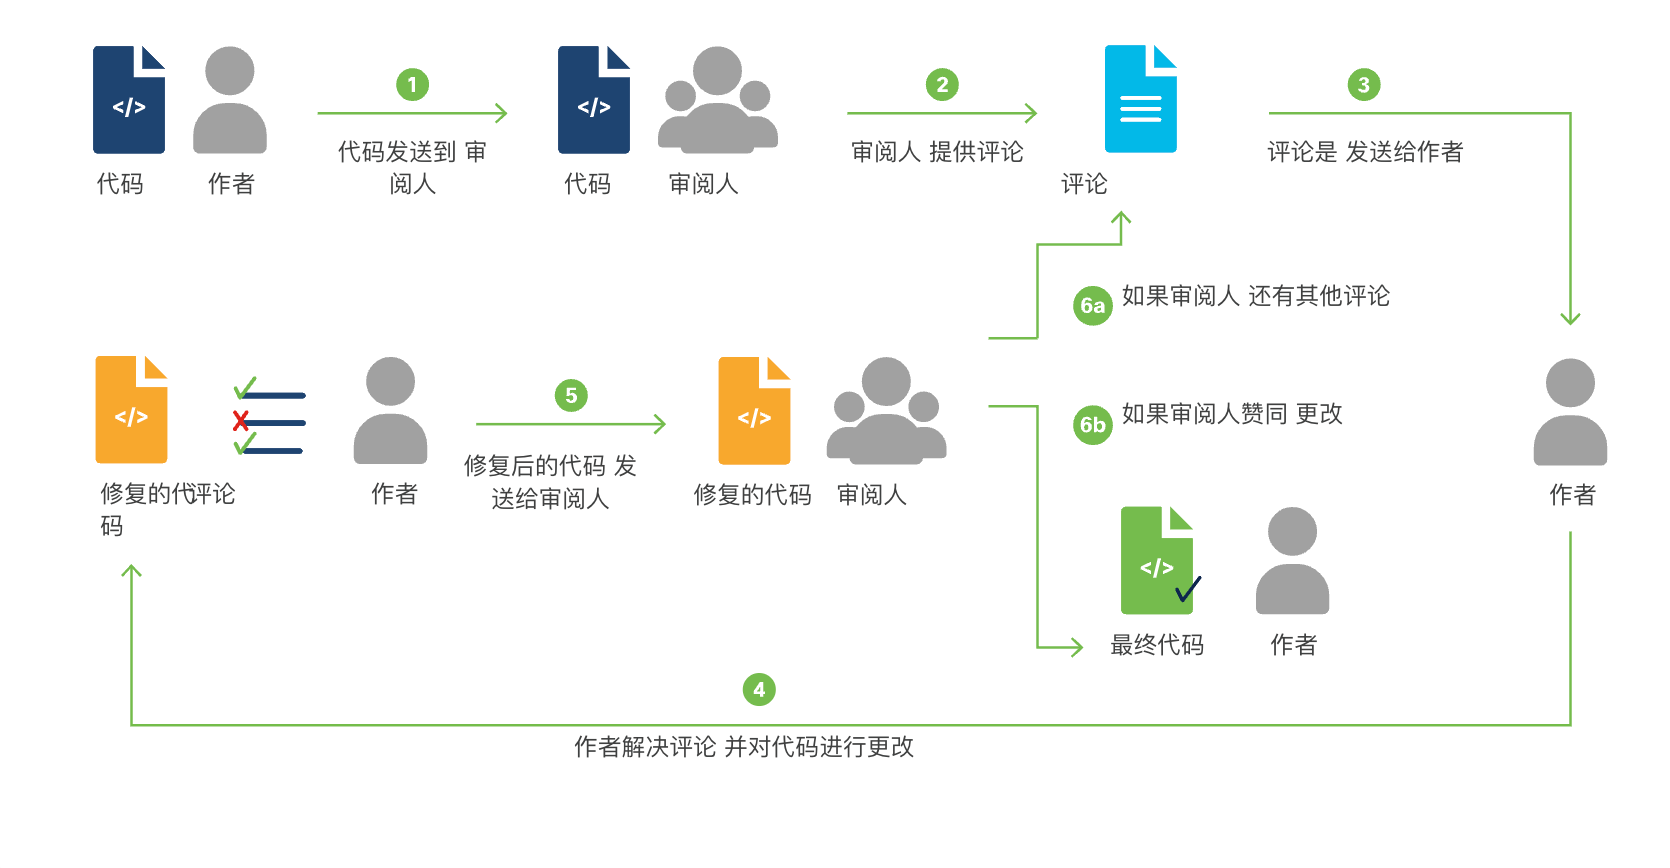 </>
</>
1
2
3
代码发送到 审
阅人
审阅人 提供评论
评论是 发送给作者
代码
作者
代码
审阅人
评论
6a
如果审阅人 还有其他评论
</>
5
</>
6b
如果审阅人赞同 更改
修复后的代码 发
送给审阅人
修复的代
码
评论
作者
修复的代码
审阅人
作者
</>
最终代码
作者
4
作者解决评论 并对代码进行更改